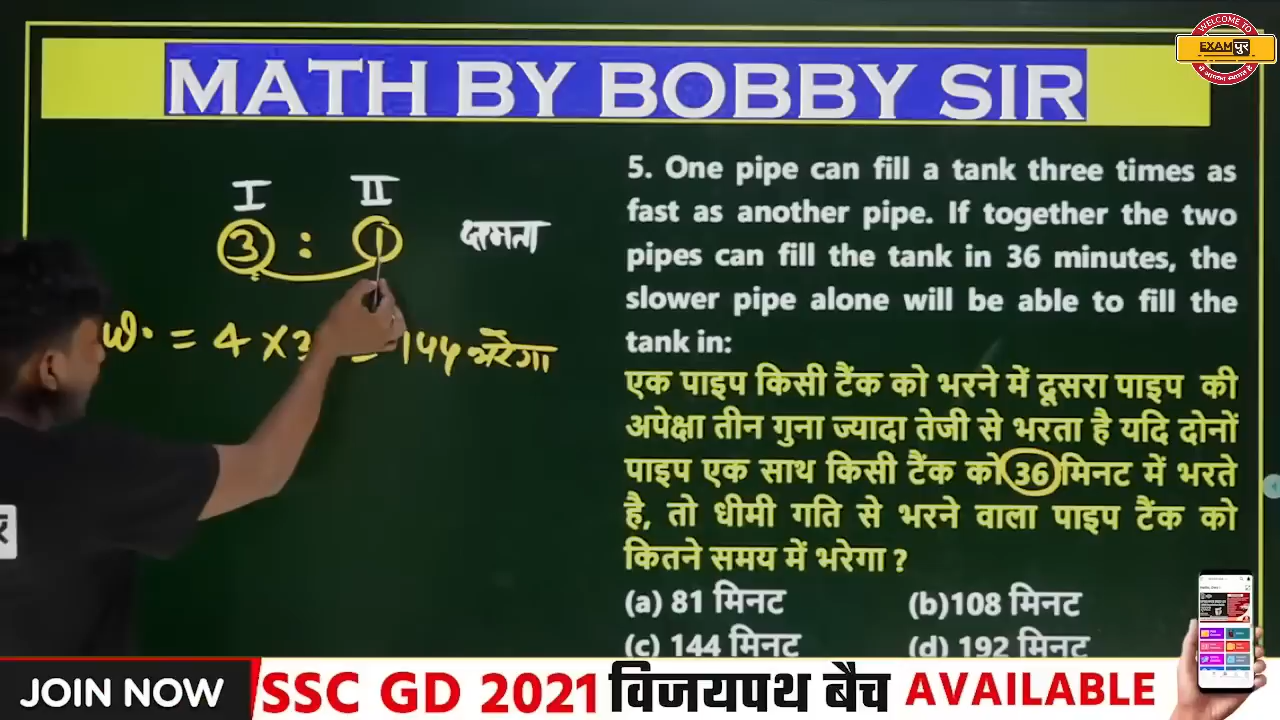 WELCOME TO
EXAMपुर
MATH BY BOBBY SIR
I II
3 : 1 क्षमता
W. = 4 X 3 = 144 भरेगा
5. One pipe can fill a tank three times as
fast as another pipe. If together the two
pipes can fill the tank in 36 minutes, the
slower pipe alone will be able to fill the
tank in:
एक पाइप किसी टैंक को भरने में दूसरा पाइप की
अपेक्षा तीन गुना ज्यादा तेजी से भरता है यदि दोनों
पाइप एक साथ किसी टैंक को 36 मिनट में भरते
है, तो धीमी गति से भरने वाला पाइप टैंक को
कितने समय में भरेगा ?
(a) 81 मिनट (b)108 मिनट
(c) 144 मिनट (d) 192 मिनट
JOIN NOW SSC GD 2021 विजयपथ बैच AVAILABLE